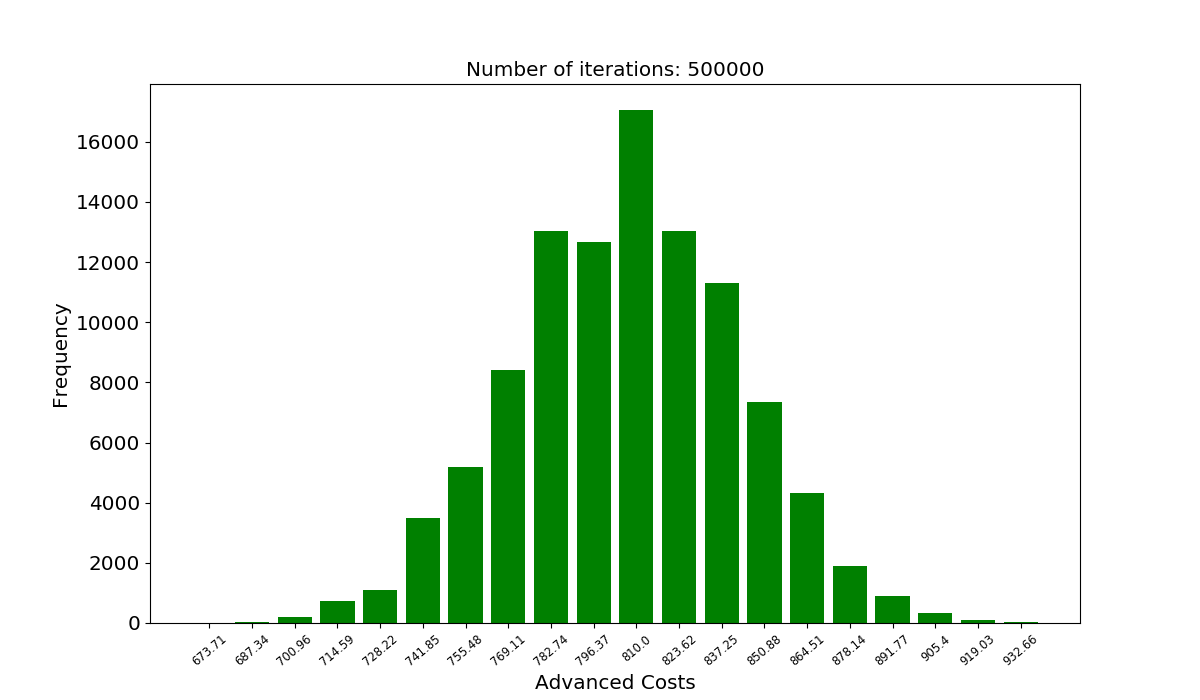 Number of iterations: 500000
16000
14000
12000
10000
8000
6000
4000
2000
0
Frequency
673.71 687.34 700.96 714.59 728.22 741.85 755.48 769.11 782.74 796.37 810.0 823.62 837.25 850.88 864.51 878.14 891.77 905.4 919.03 932.66
Advanced Costs